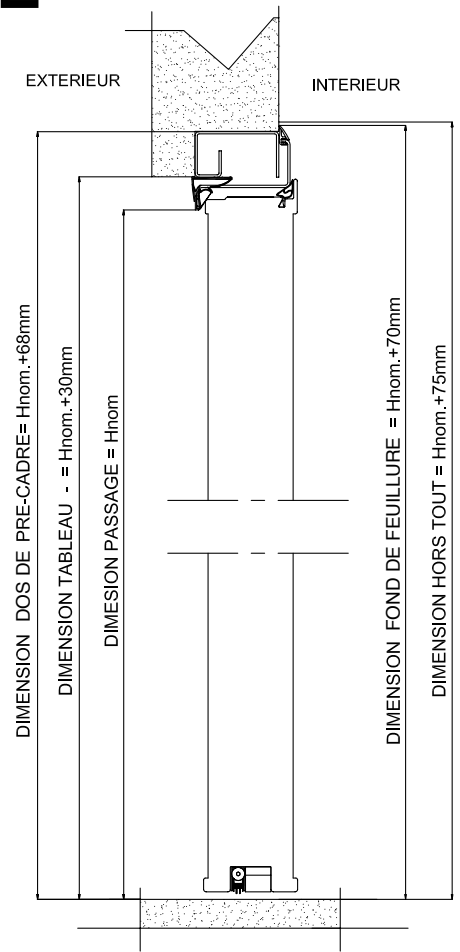 EXTERIEUR
INTERIEUR
DIMENSION DOS DE PRE-CADRE= Hnom.+68mm
DIMENSION TABLEAU - = Hnom.+30mm
DIMESION PASSAGE = Hnom
DIMENSION FOND DE FEUILLURE = Hnom.+70mm
DIMENSION HORS TOUT = Hnom.+75mm